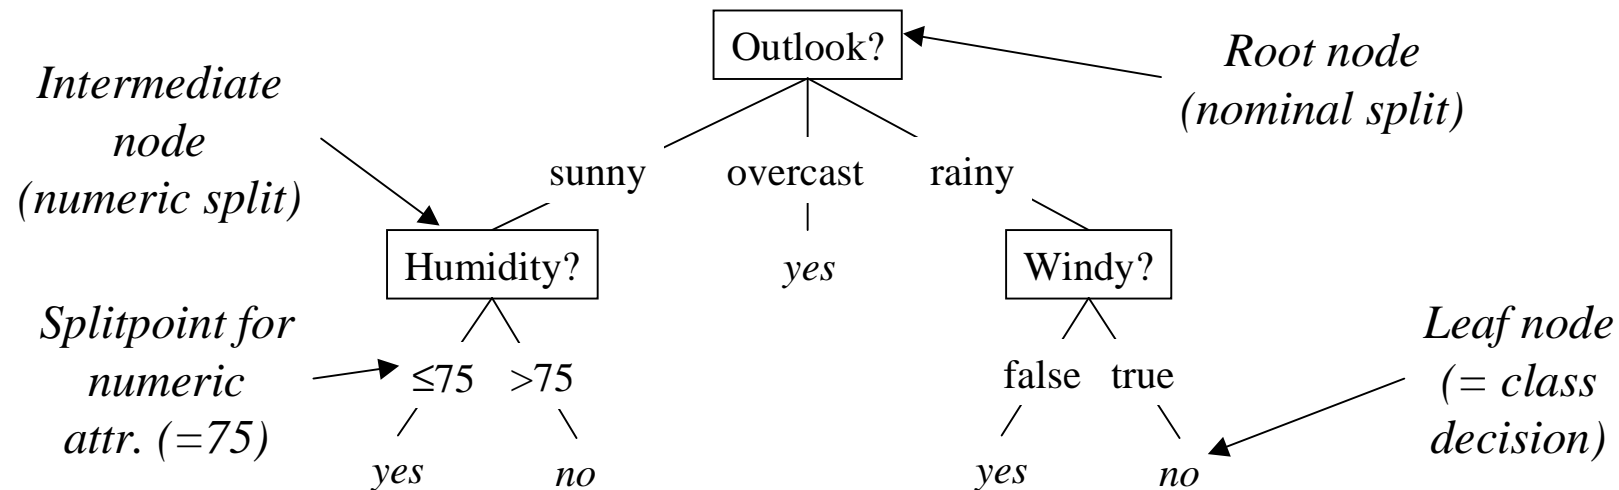 Outlook?
Root node
(nominal split)
Intermediate
node
(numeric split)
sunny overcast rainy
Humidity?
yes
Windy?
Splitpoint for
numeric
attr. (=75)
≤75 >75
false true
Leaf node
(= class
decision)
yes no
yes no